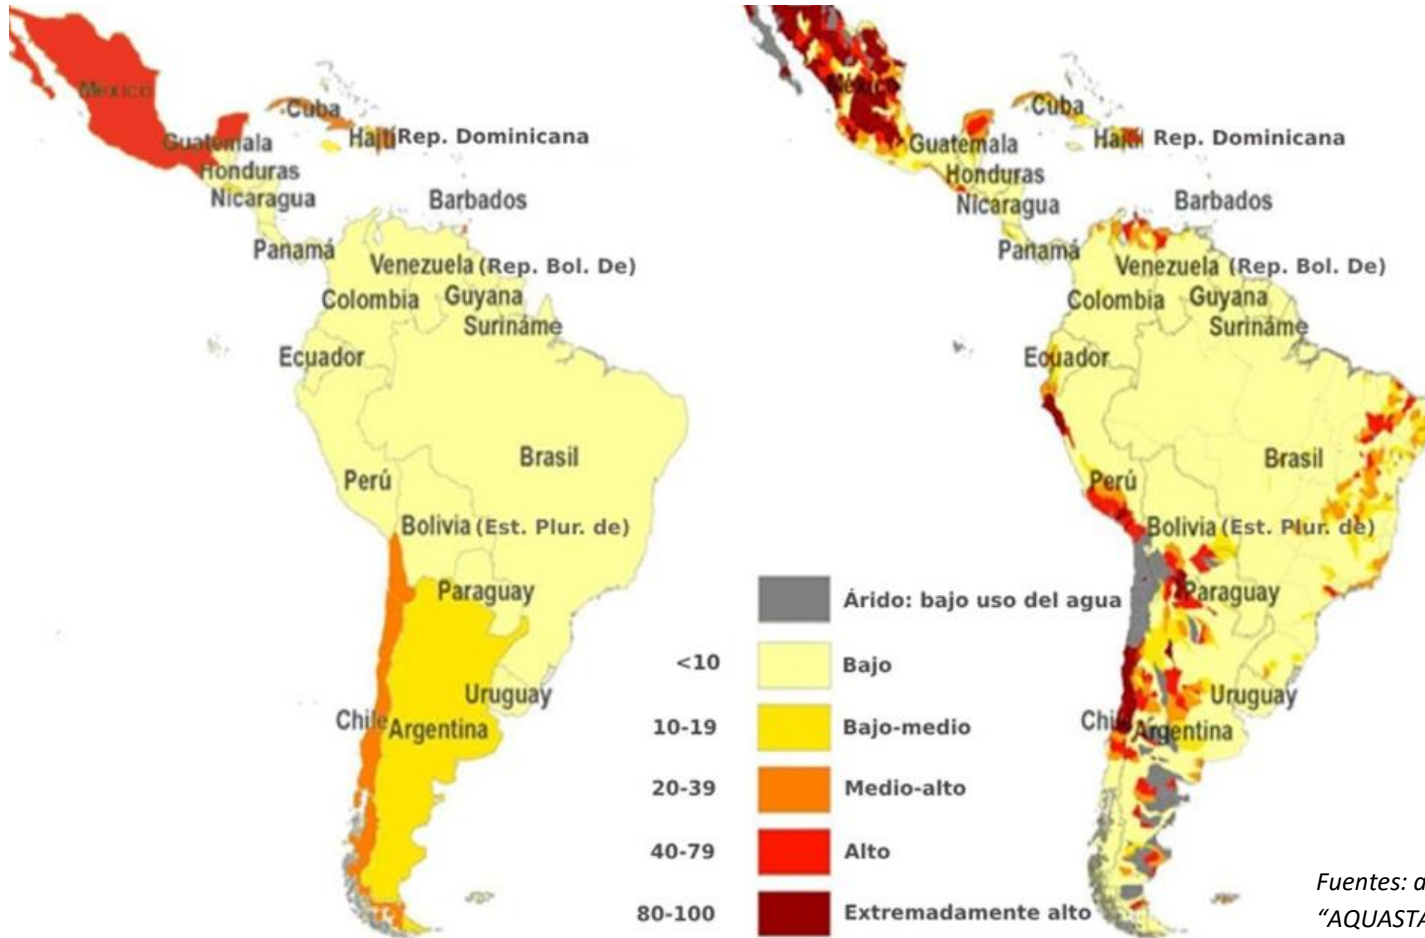 México
Cuba
Guatemala
Haití
Rep. Dominicana
Honduras
Nicaragua
Barbados
Panamá
Venezuela (Rep. Bol. De)
Colombia
Guyana
Surináme
Ecuador
Brasil
Perú
Bolivia (Est. Plur. de)
Paraguay
Uruguay
Chile
Argentina
México
Cuba
Guatemala
Haití
Rep. Dominicana
Honduras
Nicaragua
Barbados
Panamá
Venezuela (Rep. Bol. De)
Colombia
Guyana
Surináme
Ecuador
Brasil
Perú
Bolivia (Est. Plur. de)
Paraguay
Uruguay
Chile
Argentina
Árido: bajo uso del agua
<10 Bajo
10-19 Bajo-medio
20-39 Medio-alto
40-79 Alto
80-100 Extremadamente alto
Fuentes: a
“AQUASTA